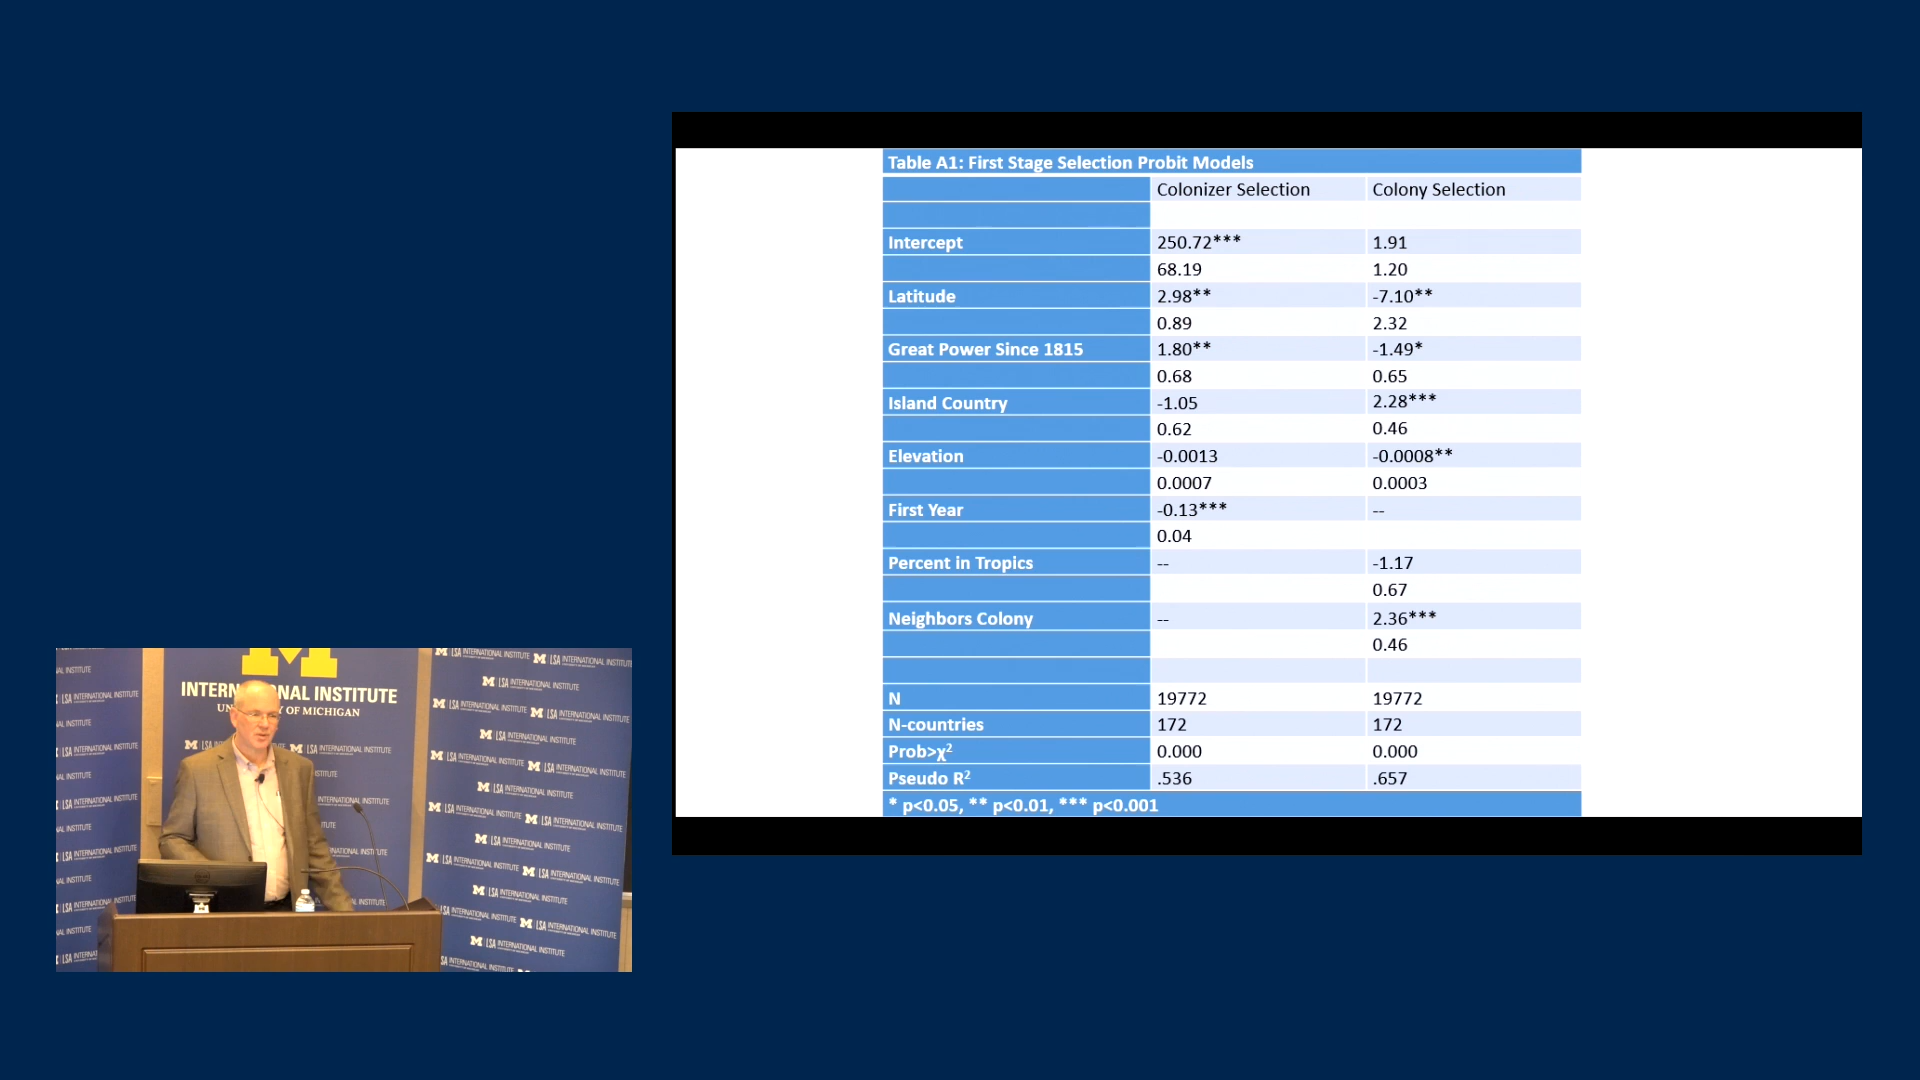 Table A1: First Stage Selection Probit Models
Colonizer Selection Colony Selection
Intercept 250.72*** 1.91
68.19 1.20
Latitude 2.98** -7.10**
0.89 2.32
Great Power Since 1815 1.80** -1.49*
0.68 0.65
Island Country -1.05 2.28***
0.62 0.46
Elevation -0.0013 -0.0008**
0.0007 0.0003
First Year -0.13*** --
0.04
Percent in Tropics -- -1.17
0.67
Neighbors Colony -- 2.36***
0.46
N 19772 19772
N-countries 172 172
Prob>χ² 0.000 0.000
Pseudo R² .536 .657
* p<0.05, ** p<0.01, *** p<0.001
INSTITUTE
OF MICHIGAN
M LSA INTERNATIONAL INSTITUTE